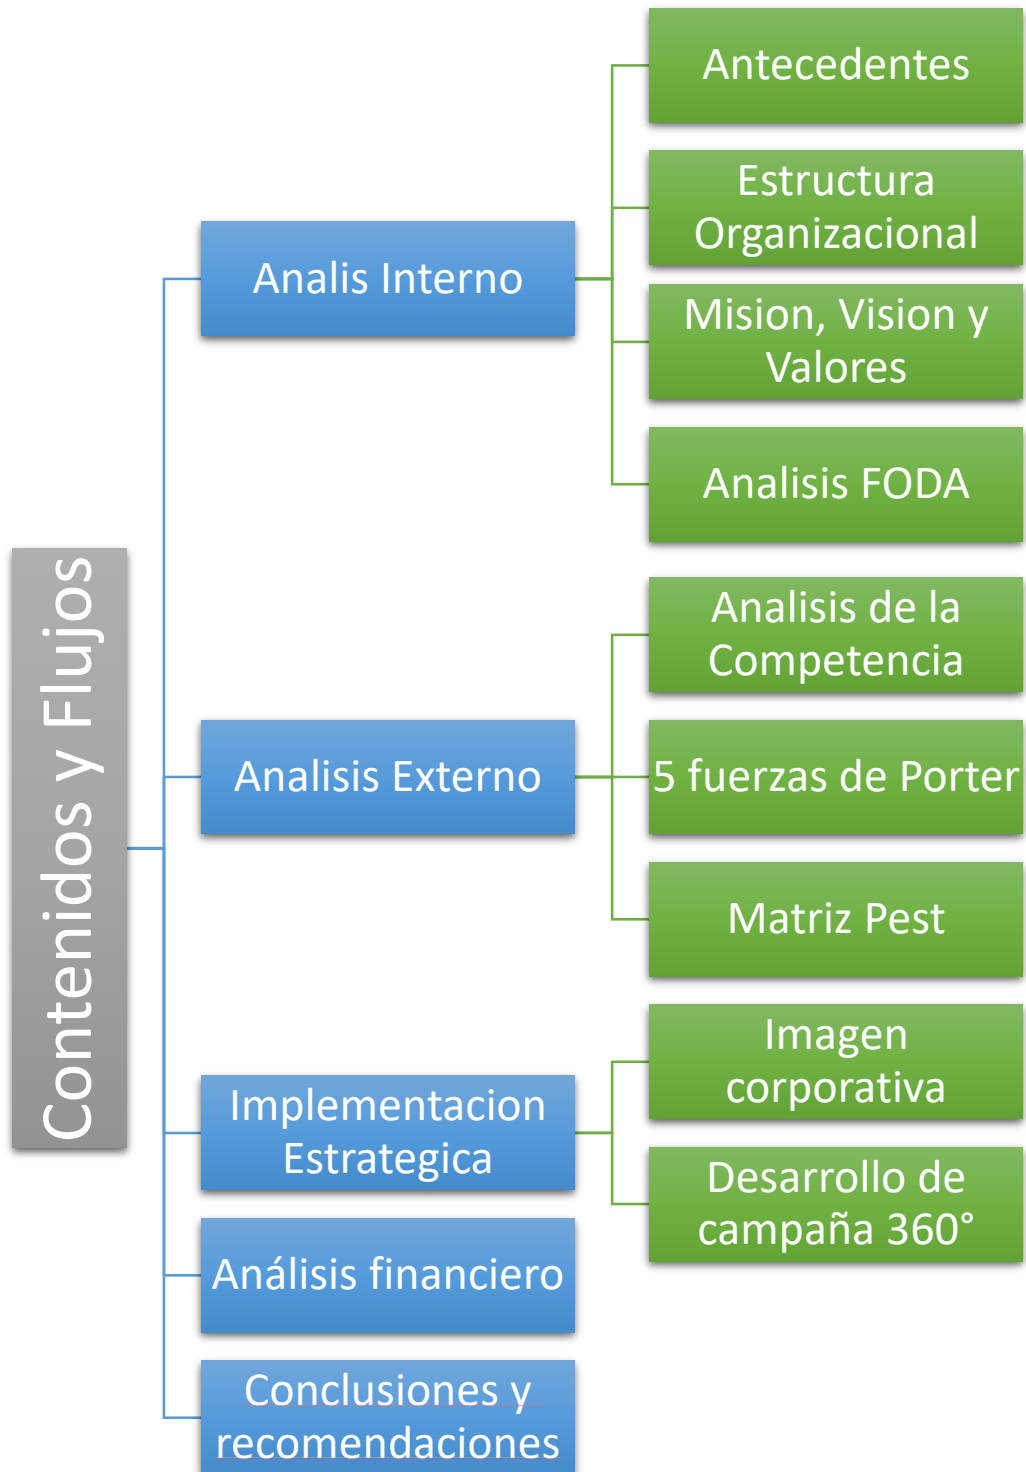 Contenidos y Flujos
Analis Interno
Antecedentes
Estructura
Organizacional
Mision, Vision y
Valores
Analisis FODA
Analisis Externo
Analisis de la
Competencia
5 fuerzas de Porter
Matriz Pest
Implementacion
Estrategica
Imagen
corporativa
Desarrollo de
campaña 360°
Análisis financiero
Conclusiones y
recomendaciones